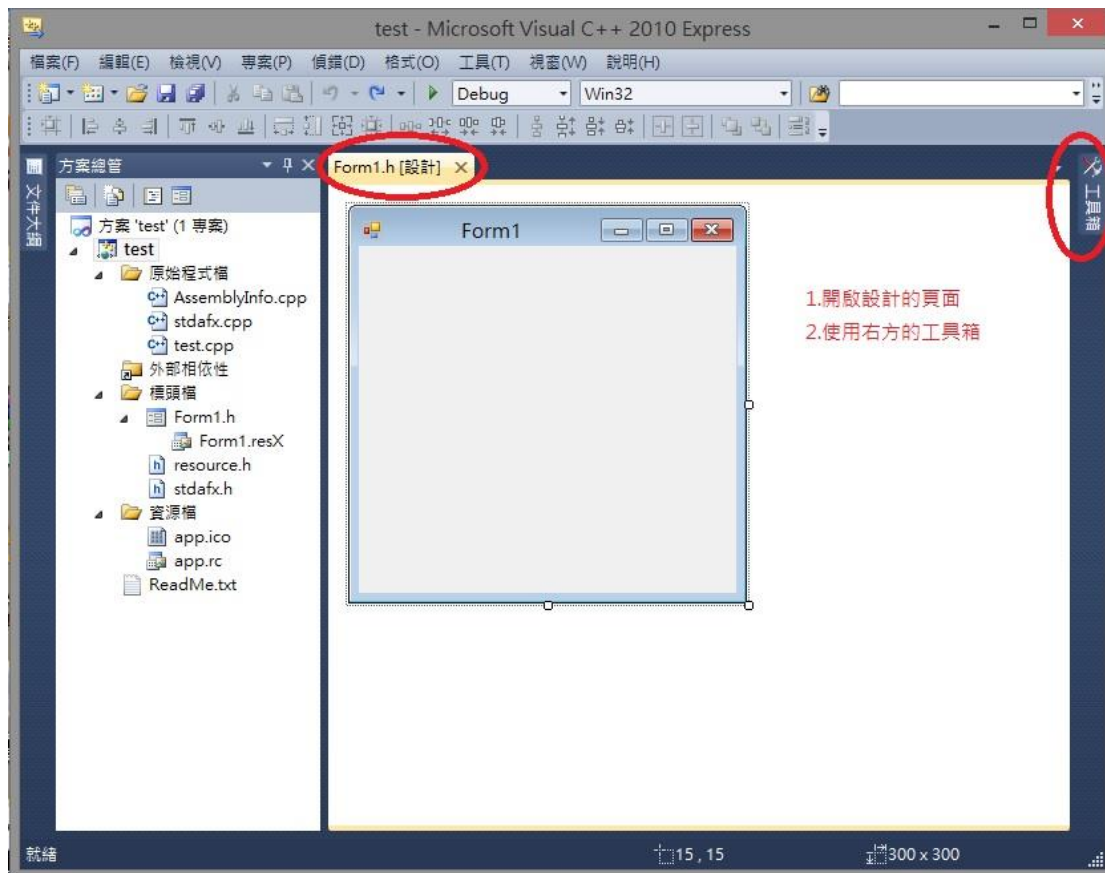 test - Microsoft Visual C++ 2010 Express
檔案(F) 編輯(E) 檢視(V) 專案(P) 偵錯(D) 格式(O) 工具(T) 視窗(W) 說明(H)
Debug Win32
方案總管
Form1.h [設計]
工具箱
文件大綱
方案 'test' (1 專案)
test
原始程式檔
AssemblyInfo.cpp
stdafx.cpp
test.cpp
外部相依性
標頭檔
Form1.h
Form1.resX
resource.h
stdafx.h
資源檔
app.ico
app.rc
ReadMe.txt
Form1
1.開啟設計的頁面
2.使用右方的工具箱
就緒
15 , 15
300 x 300